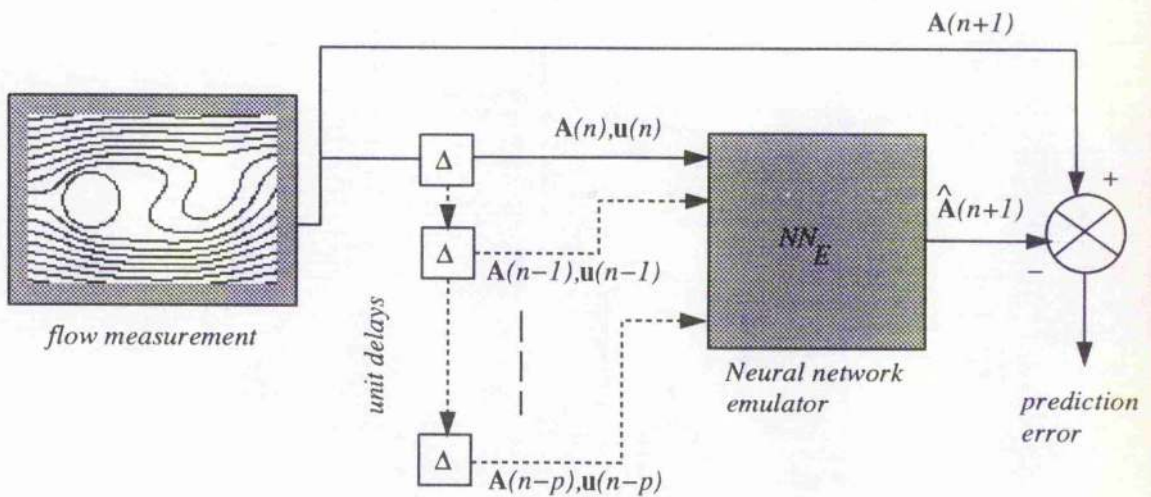 A(n+1)
A(n),u(n)
Δ
+
Â(n+1)
NN_E
Δ
A(n−1),u(n−1)
−
flow measurement
unit delays
Neural network
emulator
prediction
error
Δ
A(n−p),u(n−p)